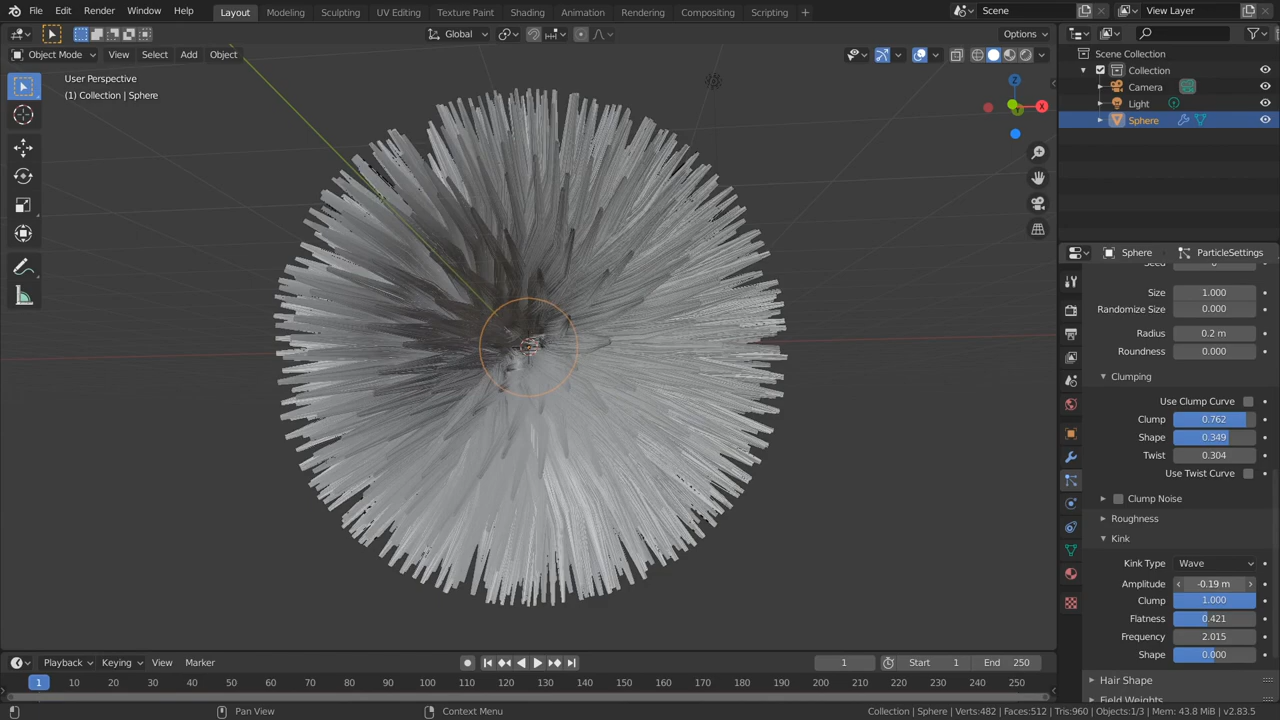 File Edit Render Window Help Layout Modeling Sculpting UV Editing Texture Paint Shading Animation Rendering Compositing Scripting + Scene View Layer
Global Options
Object Mode View Select Add Object
Scene Collection
Collection
Camera
Light
Sphere
User Perspective
(1) Collection | Sphere
Z
X
Y
Sphere ParticleSettings
Seed 0
Size 1.000
Randomize Size 0.000
Radius 0.2 m
Roundness 0.000
Clumping
Use Clump Curve
Clump 0.762
Shape 0.349
Twist 0.304
Use Twist Curve
Clump Noise
Roughness
Kink
Kink Type Wave
Amplitude -0.19 m
Clump 1.000
Flatness 0.421
Frequency 2.015
Shape 0.000
Hair Shape
Field Weights
Playback Keying View Marker 1 Start 1 End 250
1 10 20 30 40 50 60 70 80 90 100 110 120 130 140 150 160 170 180 190 200 210 220 230 240 250
Pan View Context Menu Collection | Sphere | Verts:482 | Faces:512 | Tris:960 | Objects:1/3 | Mem: 43.8 MiB | v2.83.5